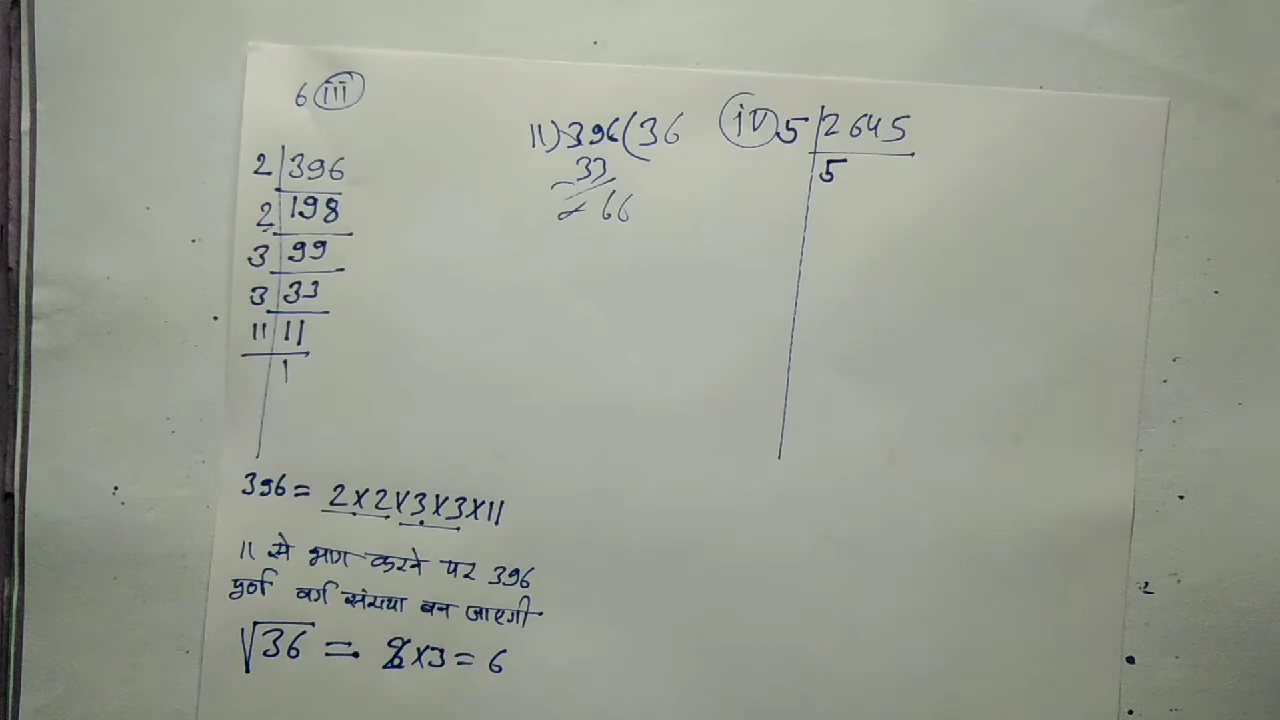 6 (iii)
2 | 396
2 | 198
3 | 99
3 | 33
11 | 11
1
396 = 2×2×3×3×11
11 से भाग करने पर 396
पुर्ण वर्ग संख्या बन जाएगी
√36 = 2×3 = 6
11)396(36
33
× 66
(iv) 5 | 2645
5